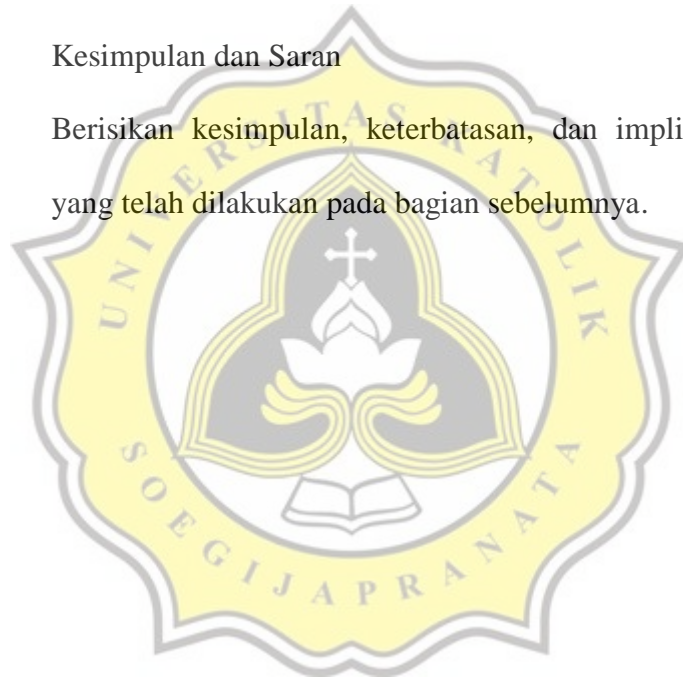 Kesimpulan dan Saran
Berisikan kesimpulan, keterbatasan, dan impli
yang telah dilakukan pada bagian sebelumnya.
UNIVERSITAS KATOLIK
SOEGIJAPRANATA